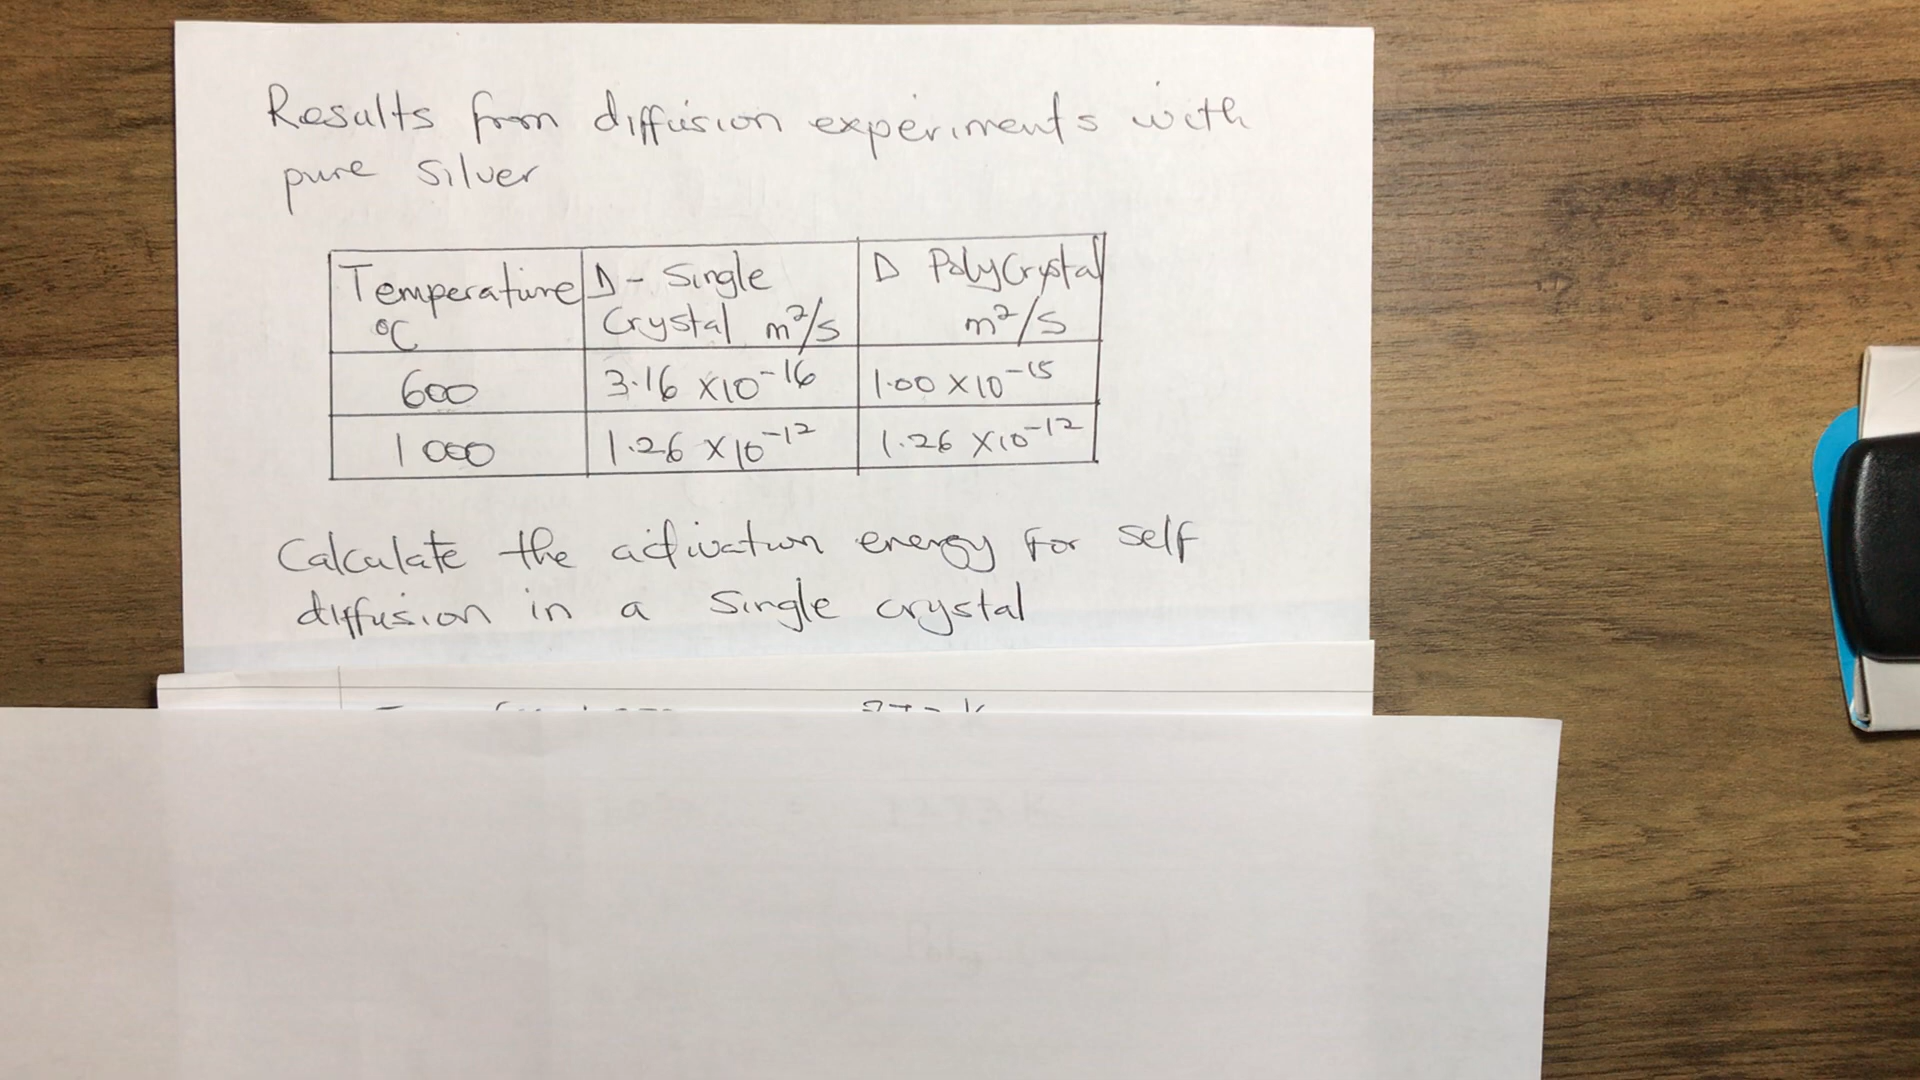 Results from diffusion experiments with
pure silver
Temperature °C D - Single Crystal m²/s D PolyCrystal m²/s
600 3.16 x10⁻¹⁶ 1.00 x 10⁻¹⁵
1000 1.26 x10⁻¹² 1.26 x10⁻¹²
Calculate the activation energy for self
diffusion in a single crystal